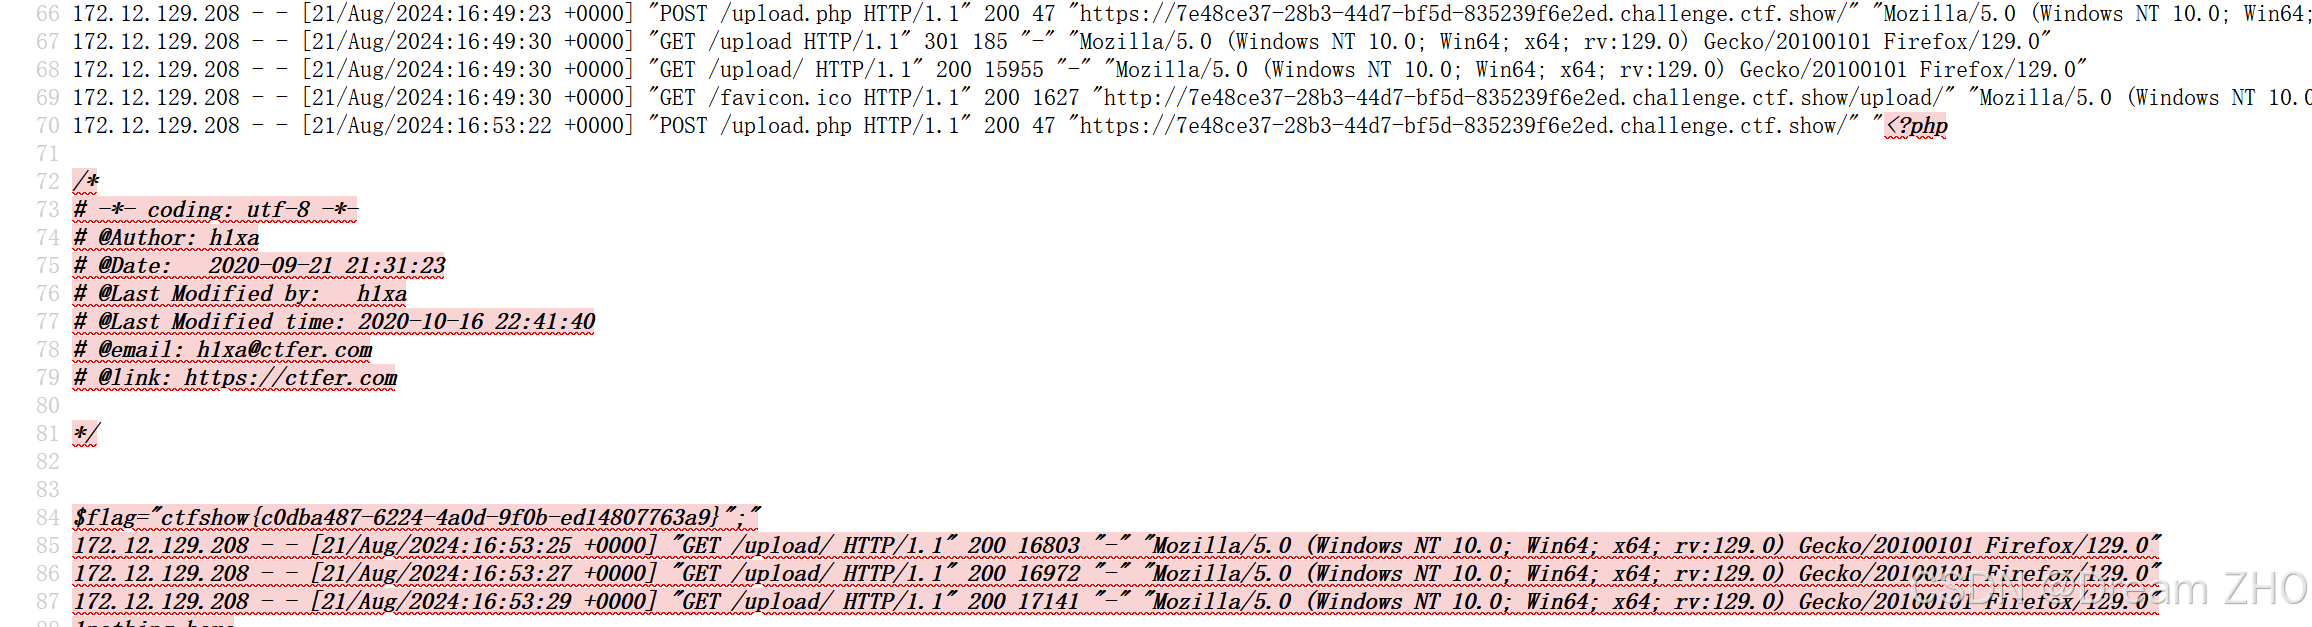 66 172.12.129.208 - - [21/Aug/2024:16:49:23 +0000] "POST /upload.php HTTP/1.1" 200 47 "https://7e48ce37-28b3-44d7-bf5d-835239f6e2ed.challenge.ctf.show/" "Mozilla/5.0 (Windows NT 10.0; Win64;
67 172.12.129.208 - - [21/Aug/2024:16:49:30 +0000] "GET /upload HTTP/1.1" 301 185 "-" "Mozilla/5.0 (Windows NT 10.0; Win64; x64; rv:129.0) Gecko/20100101 Firefox/129.0"
68 172.12.129.208 - - [21/Aug/2024:16:49:30 +0000] "GET /upload/ HTTP/1.1" 200 15955 "-" "Mozilla/5.0 (Windows NT 10.0; Win64; x64; rv:129.0) Gecko/20100101 Firefox/129.0"
69 172.12.129.208 - - [21/Aug/2024:16:49:30 +0000] "GET /favicon.ico HTTP/1.1" 200 1627 "http://7e48ce37-28b3-44d7-bf5d-835239f6e2ed.challenge.ctf.show/upload/" "Mozilla/5.0 (Windows NT 10.0
70 172.12.129.208 - - [21/Aug/2024:16:53:22 +0000] "POST /upload.php HTTP/1.1" 200 47 "https://7e48ce37-28b3-44d7-bf5d-835239f6e2ed.challenge.ctf.show/" "<?php
71
72 /*
73 # -*- coding: utf-8 -*-
74 # @Author: h1xa
75 # @Date:   2020-09-21 21:31:23
76 # @Last Modified by:   h1xa
77 # @Last Modified time: 2020-10-16 22:41:40
78 # @email: h1xa@ctfer.com
79 # @link: https://ctfer.com
80
81 */
82
83
84 $flag="ctfshow{c0dba487-6224-4a0d-9f0b-ed14807763a9}";"
85 172.12.129.208 - - [21/Aug/2024:16:53:25 +0000] "GET /upload/ HTTP/1.1" 200 16803 "-" "Mozilla/5.0 (Windows NT 10.0; Win64; x64; rv:129.0) Gecko/20100101 Firefox/129.0"
86 172.12.129.208 - - [21/Aug/2024:16:53:27 +0000] "GET /upload/ HTTP/1.1" 200 16972 "-" "Mozilla/5.0 (Windows NT 10.0; Win64; x64; rv:129.0) Gecko/20100101 Firefox/129.0"
87 172.12.129.208 - - [21/Aug/2024:16:53:29 +0000] "GET /upload/ HTTP/1.1" 200 17141 "-" "Mozilla/5.0 (Windows NT 10.0; Win64; x64; rv:129.0) Gecko/20100101 Firefox/129.0"
CSDN @Dream ZHO